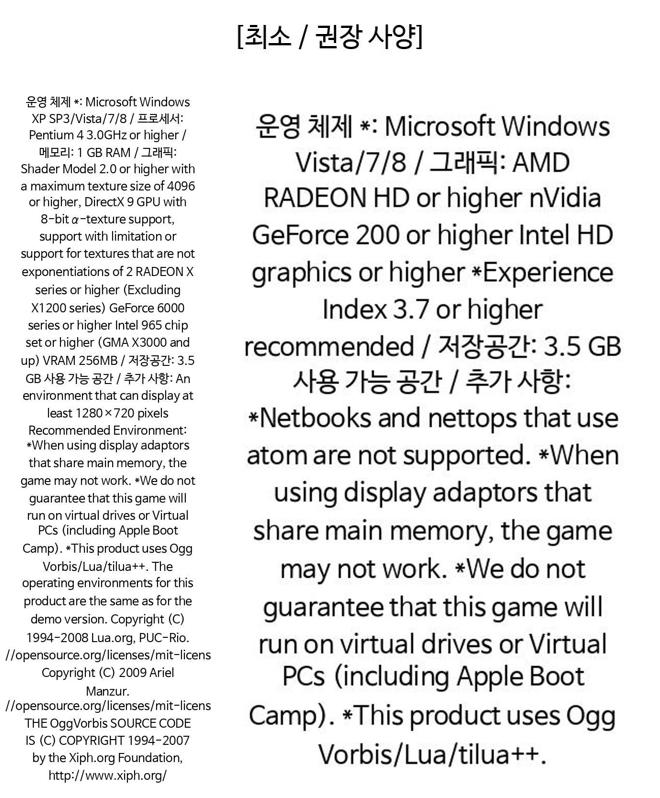 [최소 / 권장 사양]
운영 체제 *: Microsoft Windows
XP SP3/Vista/7/8 / 프로세서:
Pentium 4 3.0GHz or higher /
메모리: 1 GB RAM / 그래픽:
Shader Model 2.0 or higher with
a maximum texture size of 4096
or higher, DirectX 9 GPU with
8-bit α-texture support,
support with limitation or
support for textures that are not
exponentiations of 2 RADEON X
series or higher (Excluding
X1200 series) GeForce 6000
series or higher Intel 965 chip
set or higher (GMA X3000 and
up) VRAM 256MB / 저장공간: 3.5
GB 사용 가능 공간 / 추가 사항: An
environment that can display at
least 1280×720 pixels
Recommended Environment:
*When using display adaptors
that share main memory, the
game may not work. *We do not
guarantee that this game will
run on virtual drives or Virtual
PCs (including Apple Boot
Camp). *This product uses Ogg
Vorbis/Lua/tilua++. The
operating environments for this
product are the same as for the
demo version. Copyright (C)
1994-2008 Lua.org, PUC-Rio.
//opensource.org/licenses/mit-licens
Copyright (C) 2009 Ariel
Manzur.
//opensource.org/licenses/mit-licens
THE OggVorbis SOURCE CODE
IS (C) COPYRIGHT 1994-2007
by the Xiph.org Foundation,
http://www.xiph.org/
운영 체제 *: Microsoft Windows
Vista/7/8 / 그래픽: AMD
RADEON HD or higher nVidia
GeForce 200 or higher Intel HD
graphics or higher *Experience
Index 3.7 or higher
recommended / 저장공간: 3.5 GB
사용 가능 공간 / 추가 사항:
*Netbooks and nettops that use
atom are not supported. *When
using display adaptors that
share main memory, the game
may not work. *We do not
guarantee that this game will
run on virtual drives or Virtual
PCs (including Apple Boot
Camp). *This product uses Ogg
Vorbis/Lua/tilua++.